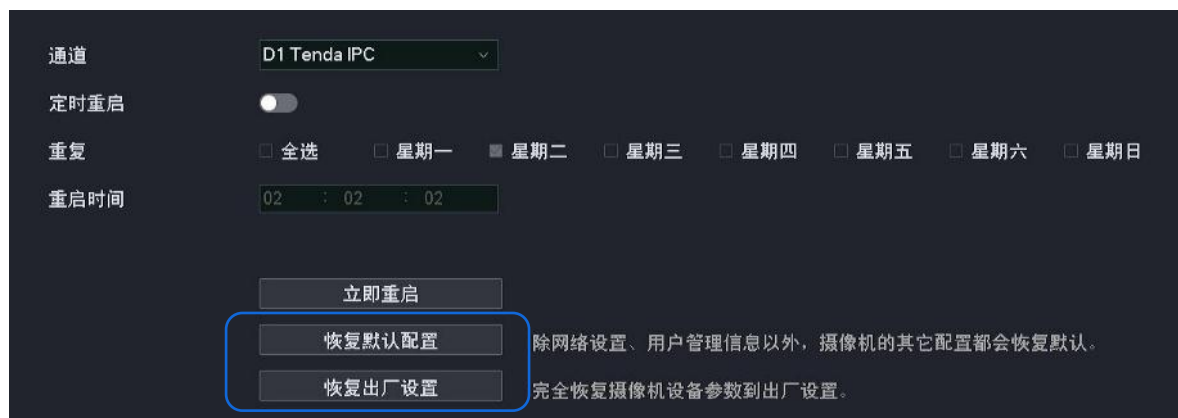 通道 D1 Tenda IPC
定时重启
重复 全选 星期一 星期二 星期三 星期四 星期五 星期六 星期日
重启时间 02 : 02 : 02
立即重启
恢复默认配置 除网络设置、用户管理信息以外，摄像机的其它配置都会恢复默认。
恢复出厂设置 完全恢复摄像机设备参数到出厂设置。